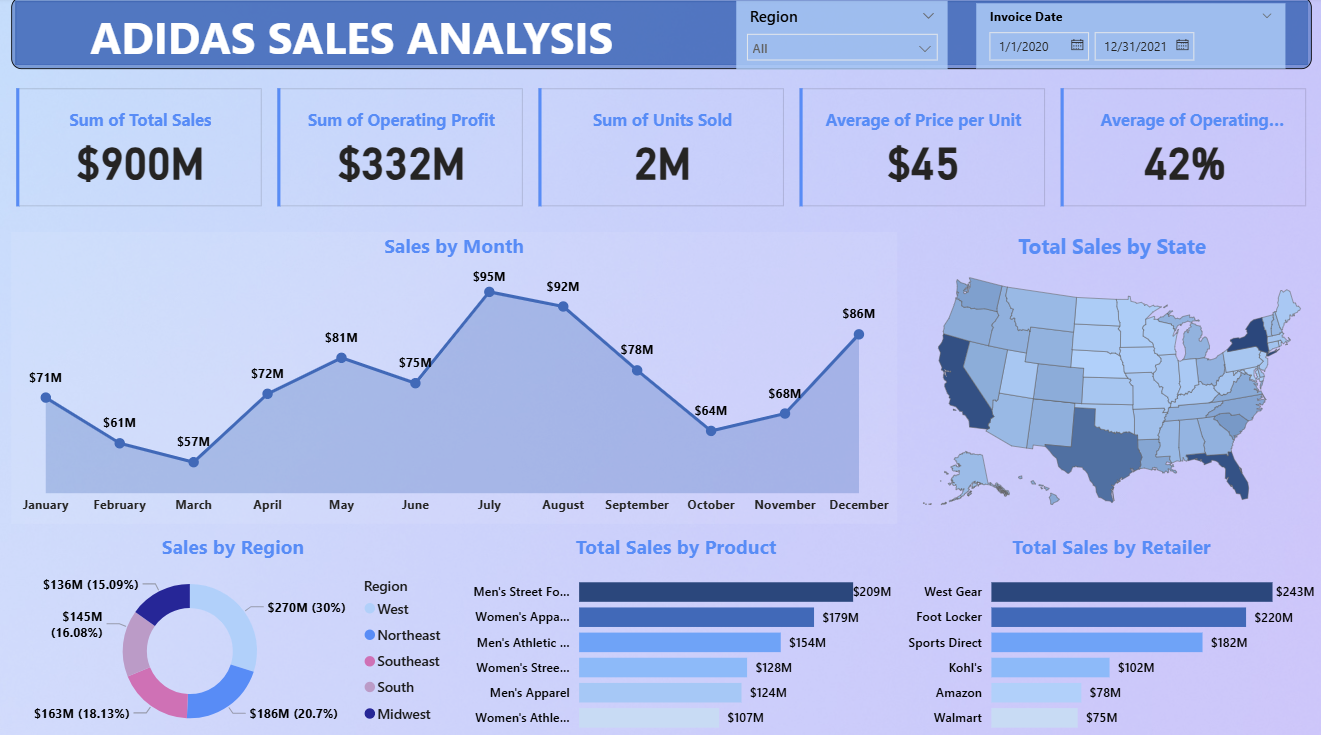 ADIDAS SALES ANALYSIS
Region
All
Invoice Date
1/1/2020
12/31/2021
Sum of Total Sales
$900M
Sum of Operating Profit
$332M
Sum of Units Sold
2M
Average of Price per Unit
$45
Average of Operating...
42%
Sales by Month
$71M
$61M
$57M
$72M
$81M
$75M
$95M
$92M
$78M
$64M
$68M
$86M
January February March April May June July August September October November December
Total Sales by State
Sales by Region
$136M (15.09%)
$145M
(16.08%)
$163M (18.13%)
$270M (30%)
$186M (20.7%)
Region
West
Northeast
Southeast
South
Midwest
Total Sales by Product
Men's Street Fo... $209M
Women's Appa... $179M
Men's Athletic ... $154M
Women's Stree... $128M
Men's Apparel $124M
Women's Athle... $107M
Total Sales by Retailer
West Gear $243M
Foot Locker $220M
Sports Direct $182M
Kohl's $102M
Amazon $78M
Walmart $75M